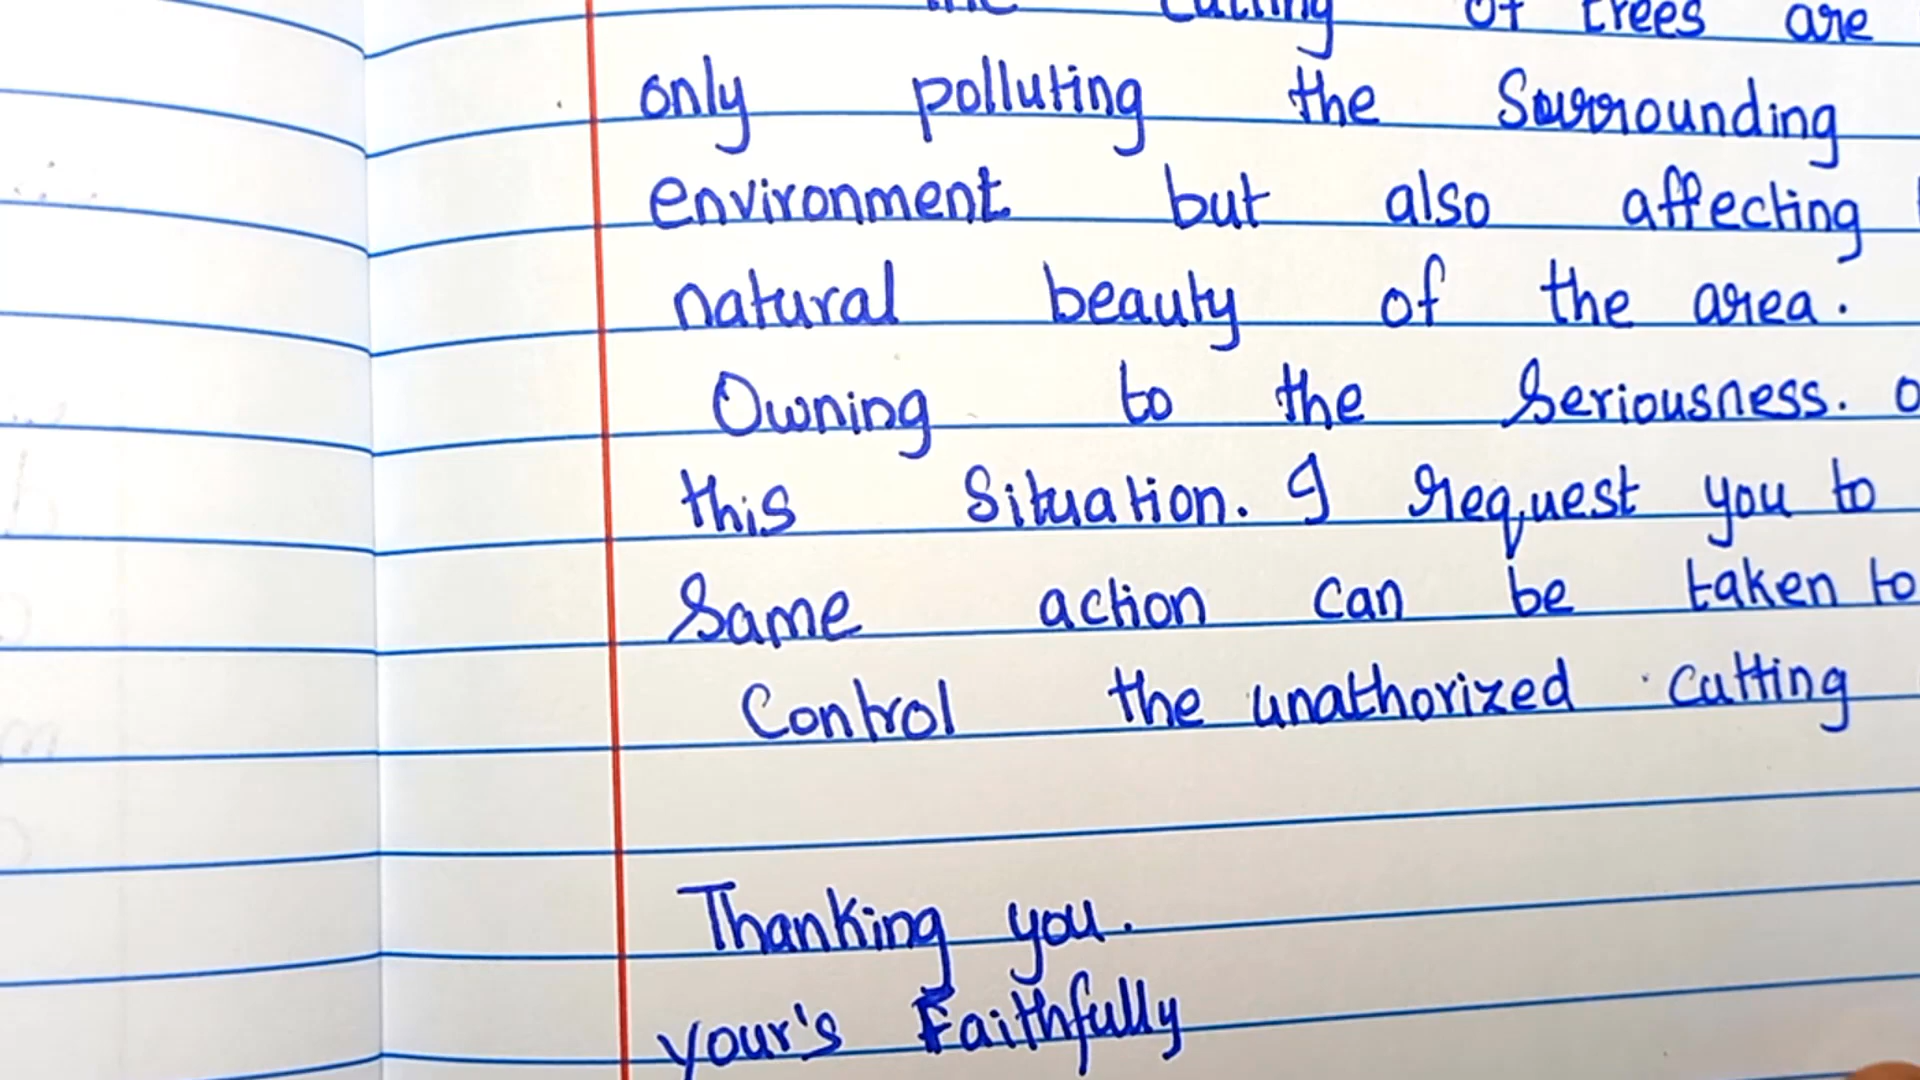 the cutting of trees are
only polluting the Surrounding
environment but also affecting
natural beauty of the area.
Owning to the Seriousness. o
this Situation. I request you to
Same action can be taken to
Control the unathorized cutting
Thanking you.
your's Faithfully